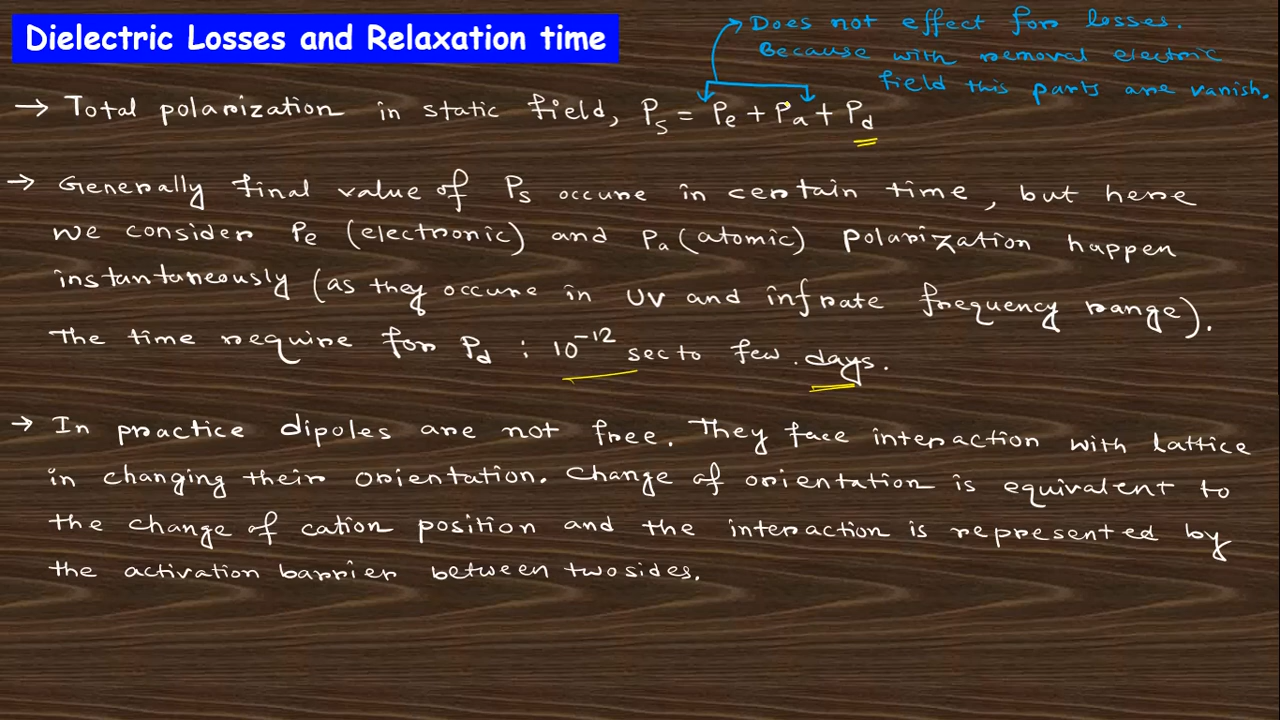 Dielectric Losses and Relaxation time
Does not effect for losses.
Because with removal electric
field this parts are vanish.
→ Total polarization in static field, Ps = Pe + Pa + Pd
→ Generally final value of Ps occure in certain time, but here
we consider Pe (electronic) and Pa (atomic) polarization happen
instantaneously (as they occure in UV and infrate frequency range).
The time require for Pd : 10⁻¹² sec to few days.
→ In practice dipoles are not free. They face interaction with lattice
in changing their orientation. Change of orientation is equivalent to
the change of cation position and the interaction is represented by
the activation barrier between two sides.